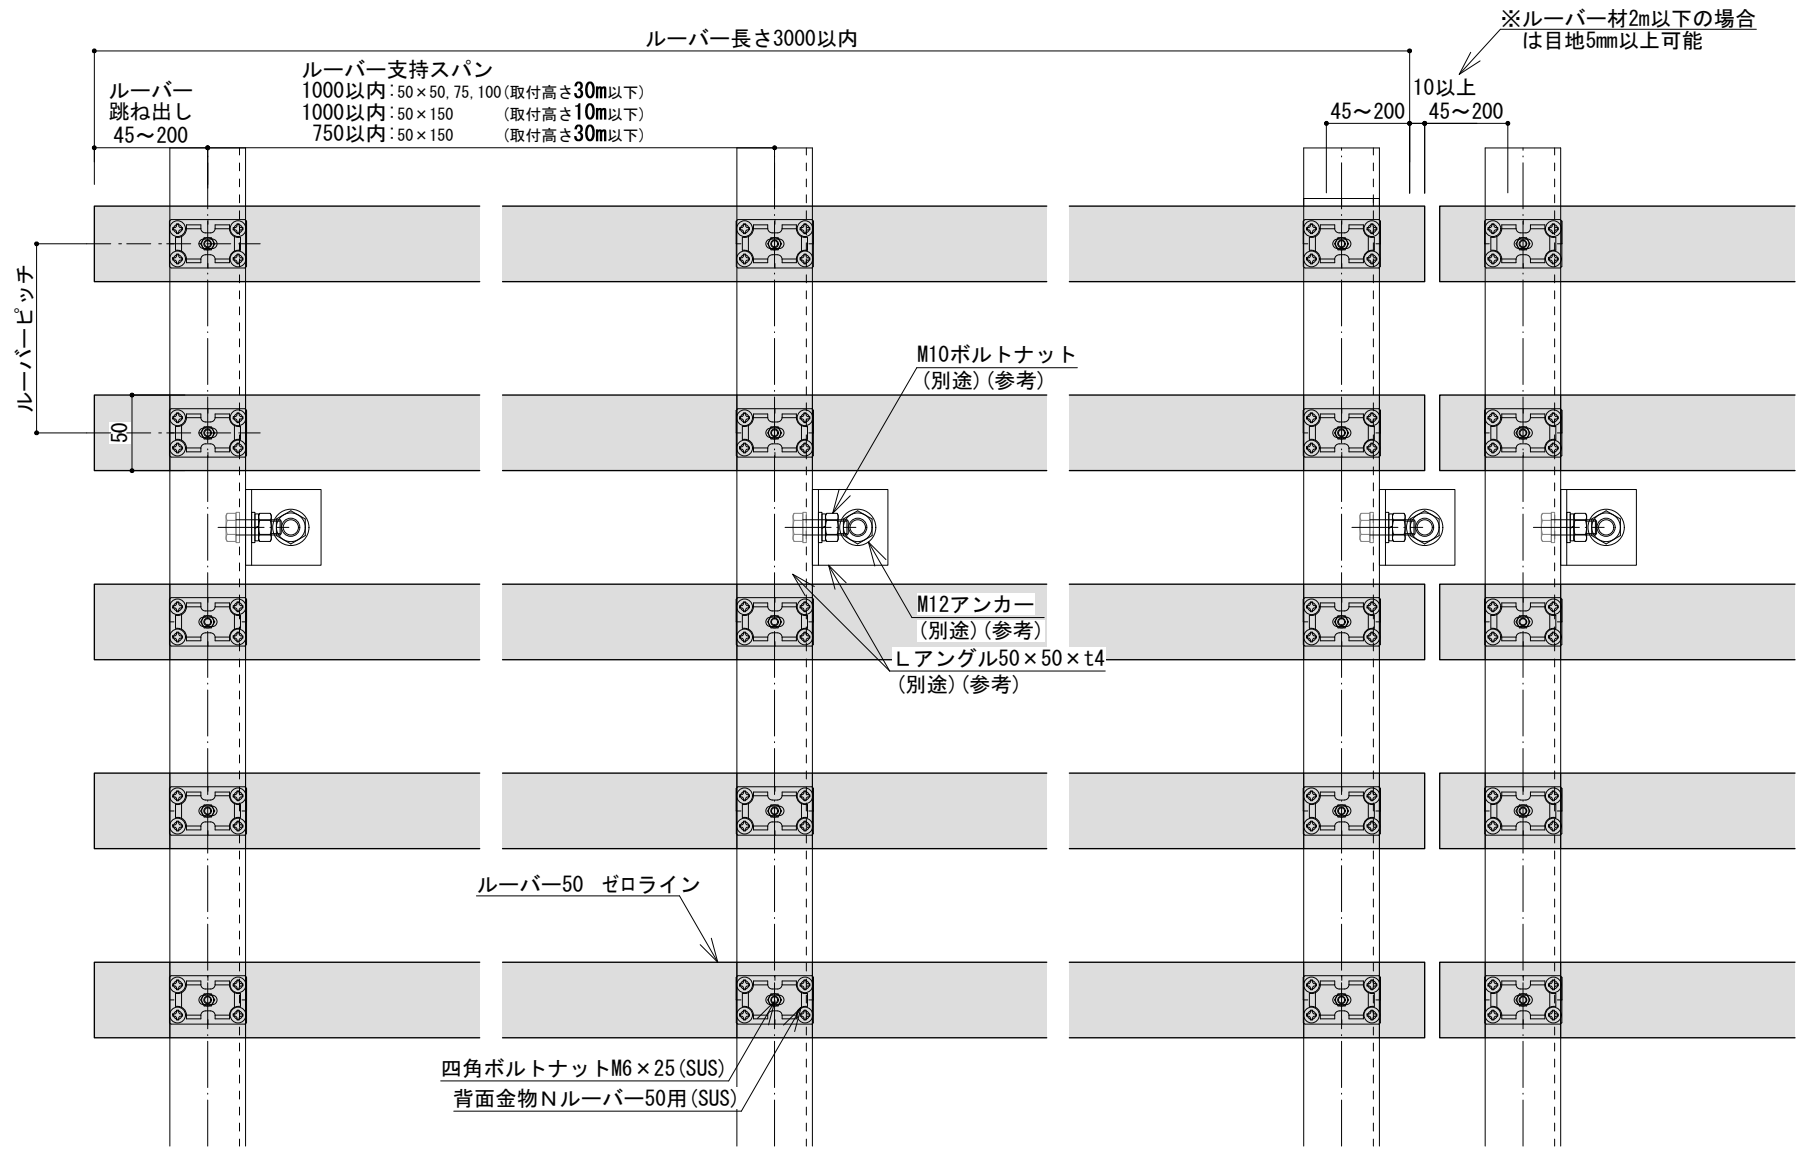 ※ルーバー材2m以下の場合
は目地5mm以上可能
ルーバー長さ3000以内
ルーバー
跳ね出し
45～200
ルーバー支持スパン
1000以内:50×50,75,100(取付高さ30m以下)
1000以内:50×150 (取付高さ10m以下)
750以内:50×150 (取付高さ30m以下)
10以上
45～200
45～200
ルーバーピッチ
50
M10ボルトナット
(別途)(参考)
M12アンカー
(別途)(参考)
Lアングル50×50×t4
(別途)(参考)
ルーバー50 ゼロライン
四角ボルトナットM6×25(SUS)
背面金物Nルーバー50用(SUS)